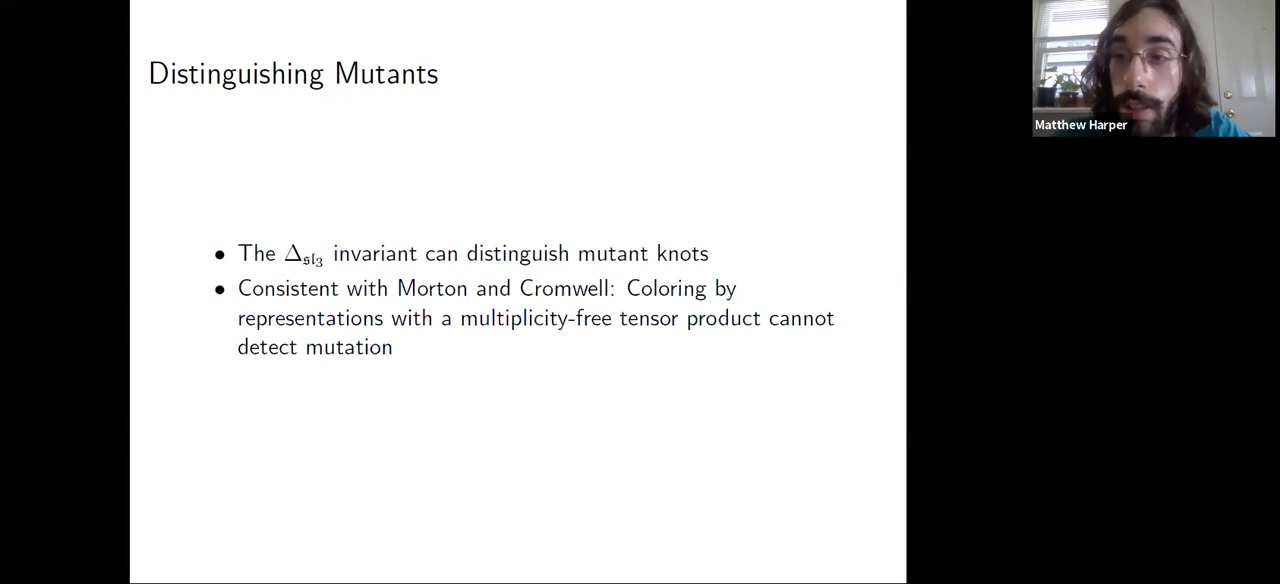 Distinguishing Mutants
• The Δ𝔰𝔩₃ invariant can distinguish mutant knots
• Consistent with Morton and Cromwell: Coloring by
representations with a multiplicity-free tensor product cannot
detect mutation
Matthew Harper